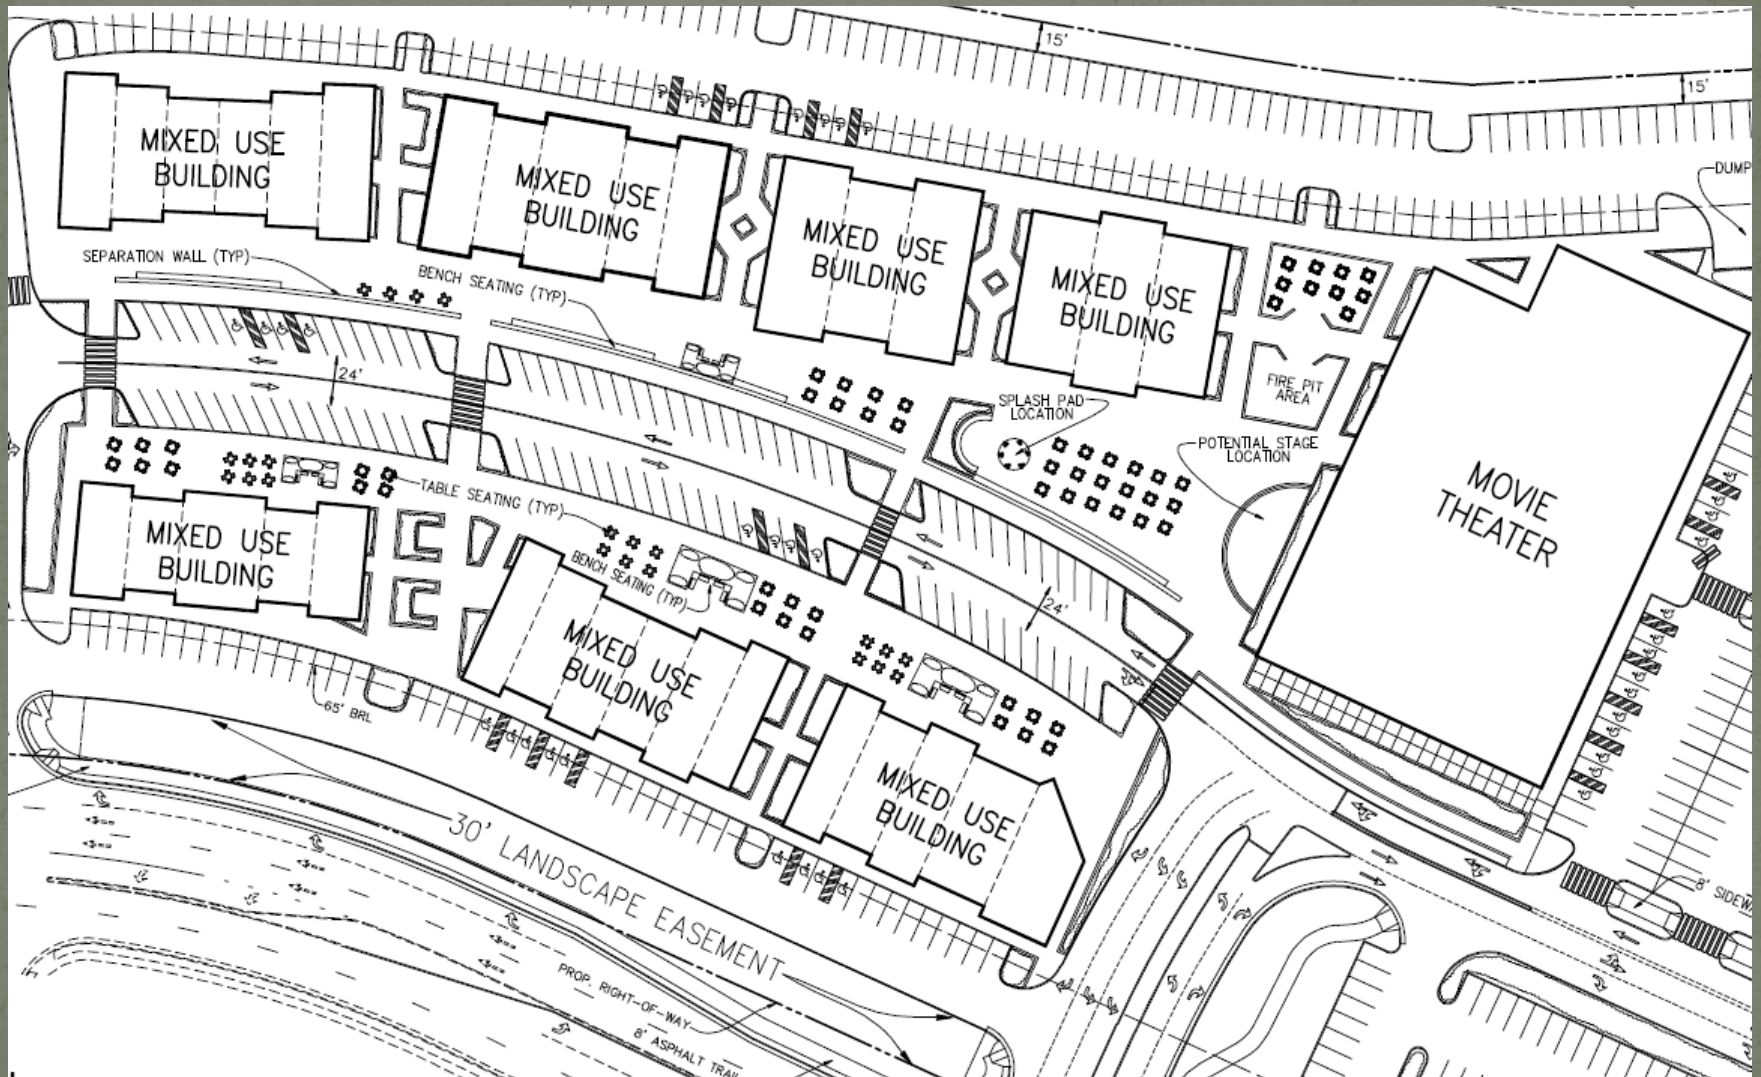 15'
15'
DUMP
MIXED USE
BUILDING
MIXED USE
BUILDING
MIXED USE
BUILDING
MIXED USE
BUILDING
SEPARATION WALL (TYP)
BENCH SEATING (TYP)
24'
FIRE PIT
AREA
SPLASH PAD
LOCATION
POTENTIAL STAGE
LOCATION
MOVIE
THEATER
TABLE SEATING (TYP)
MIXED USE
BUILDING
BENCH SEATING (TYP)
24'
MIXED USE
BUILDING
65' BRL
MIXED USE
BUILDING
30' LANDSCAPE EASEMENT
8' SIDEW
PROP. RIGHT-OF-WAY
8' ASPHALT TRAIL